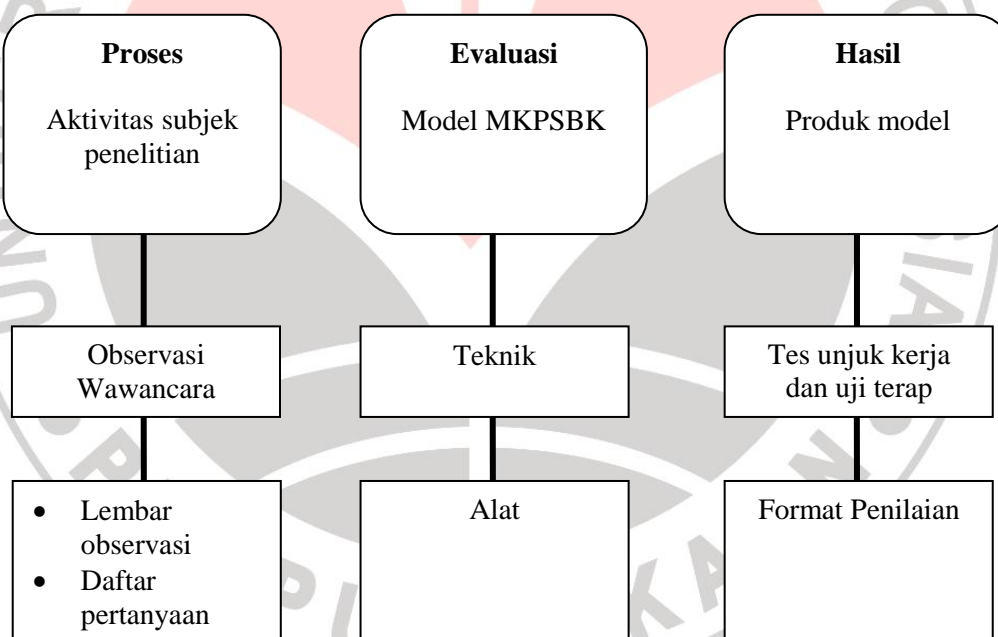 Proses
Aktivitas subjek
penelitian
Evaluasi
Model MKPSBK
Hasil
Produk model
Observasi
Wawancara
Teknik
Tes unjuk kerja
dan uji terap
• Lembar
observasi
• Daftar
pertanyaan
Alat
Format Penilaian